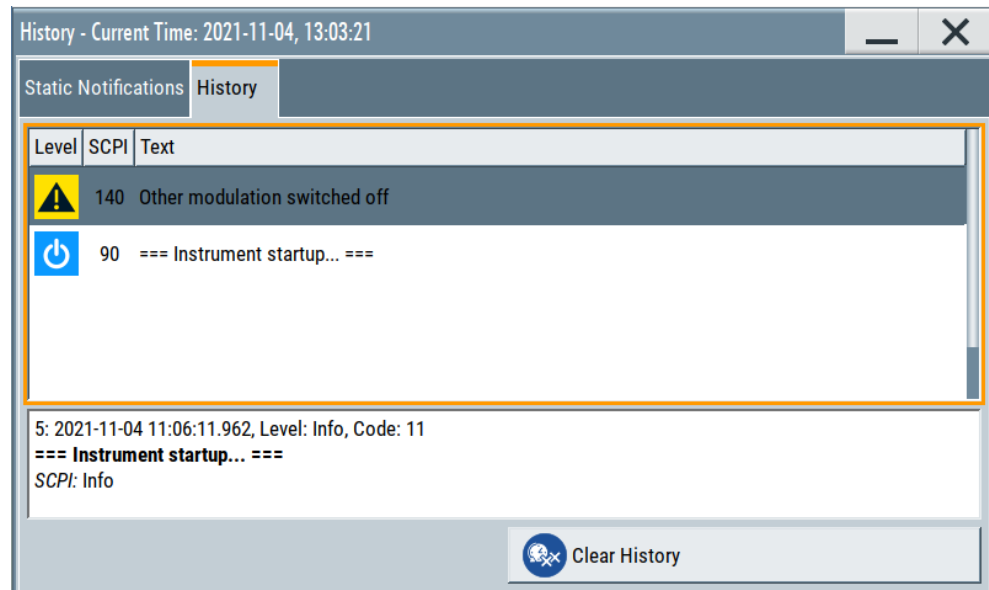 History - Current Time: 2021-11-04, 13:03:21
Static Notifications History
Level SCPI Text
140 Other modulation switched off
90 === Instrument startup... ===
5: 2021-11-04 11:06:11.962, Level: Info, Code: 11
=== Instrument startup... ===
SCPI: Info
Clear History